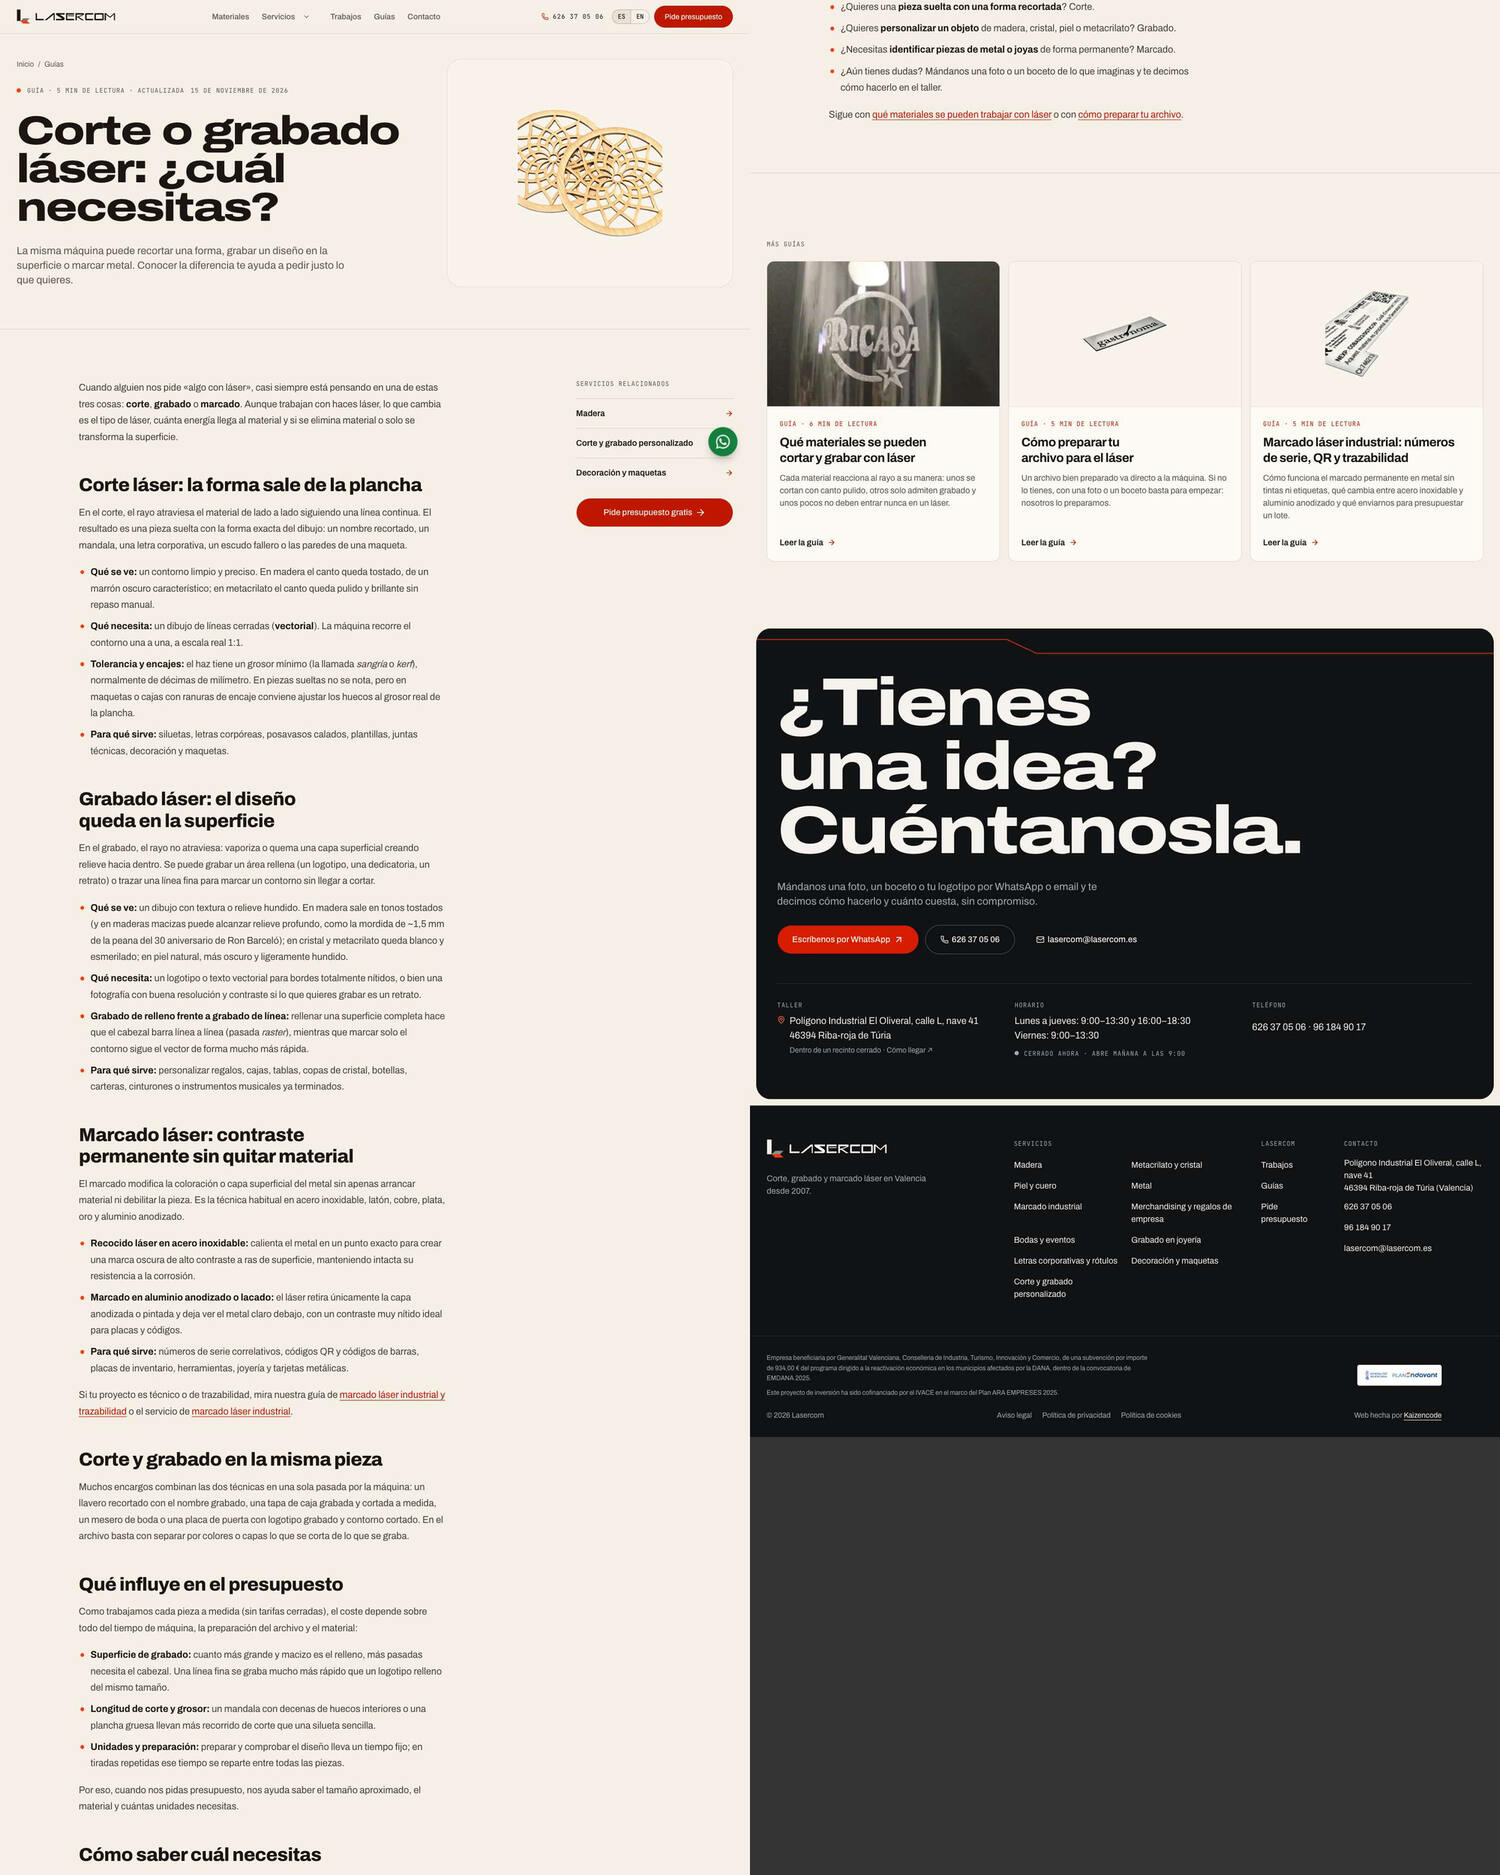 LASERCOM
Materiales
Servicios
Trabajos
Guías
Contacto
626 37 05 06
ES
EN
Pide presupuesto
Inicio / Guías
GUÍA · 5 MIN DE LECTURA · ACTUALIZADA 15 DE NOVIEMBRE DE 2026
Corte o grabado
láser: ¿cuál
necesitas?
La misma máquina puede recortar una forma, grabar un diseño en la
superficie o marcar metal. Conocer la diferencia te ayuda a pedir justo lo
que quieres.
Cuando alguien nos pide «algo con láser», casi siempre está pensando en una de estas
tres cosas: corte, grabado o marcado. Aunque trabajan con haces láser, lo que cambia
es el tipo de láser, cuánta energía llega al material y si se elimina material o solo se
transforma la superficie.
SERVICIOS RELACIONADOS
Madera
Corte y grabado personalizado
Decoración y maquetas
Pide presupuesto gratis
Corte láser: la forma sale de la plancha
En el corte, el rayo atraviesa el material de lado a lado siguiendo una línea continua. El
resultado es una pieza suelta con la forma exacta del dibujo: un nombre recortado, un
mandala, una letra corporativa, un escudo fallero o las paredes de una maqueta.
Qué se ve: un contorno limpio y preciso. En madera el canto queda tostado, de un
marrón oscuro característico; en metacrilato el canto queda pulido y brillante sin
repaso manual.
Qué necesita: un dibujo de líneas cerradas (vectorial). La máquina recorre el
contorno una a una, a escala real 1:1.
Tolerancia y encajes: el haz tiene un grosor mínimo (la llamada sangría o kerf),
normalmente de décimas de milímetro. En piezas sueltas no se nota, pero en
maquetas o cajas con ranuras de encaje conviene ajustar los huecos al grosor real de
la plancha.
Para qué sirve: siluetas, letras corpóreas, posavasos calados, plantillas, juntas
técnicas, decoración y maquetas.
Grabado láser: el diseño
queda en la superficie
En el grabado, el rayo no atraviesa: vaporiza o quema una capa superficial creando
relieve hacia dentro. Se puede grabar un área rellena (un logotipo, una dedicatoria, un
retrato) o trazar una línea fina para marcar un contorno sin llegar a cortar.
Qué se ve: un dibujo con textura o relieve hundido. En madera sale en tonos tostados
(y en maderas macizas puede alcanzar relieve profundo, como la mordida de ~1,5 mm
de la peana del 30 aniversario de Ron Barceló); en cristal y metacrilato queda blanco y
esmerilado; en piel natural, más oscuro y ligeramente hundido.
Qué necesita: un logotipo o texto vectorial para bordes totalmente nítidos, o bien una
fotografía con buena resolución y contraste si lo que quieres grabar es un retrato.
Grabado de relleno frente a grabado de línea: rellenar una superficie completa hace
que el cabezal barra línea a línea (pasada raster), mientras que marcar solo el
contorno sigue el vector de forma mucho más rápida.
Para qué sirve: personalizar regalos, cajas, tablas, copas de cristal, botellas,
carteras, cinturones o instrumentos musicales ya terminados.
Marcado láser: contraste
permanente sin quitar material
El marcado modifica la coloración o capa superficial del metal sin apenas arrancar
material ni debilitar la pieza. Es la técnica habitual en acero inoxidable, latón, cobre, plata,
oro y aluminio anodizado.
Recocido láser en acero inoxidable: calienta el metal en un punto exacto para crear
una marca oscura de alto contraste a ras de superficie, manteniendo intacta su
resistencia a la corrosión.
Marcado en aluminio anodizado o lacado: el láser retira únicamente la capa
anodizada o pintada y deja ver el metal claro debajo, con un contraste muy nítido ideal
para placas y códigos.
Para qué sirve: números de serie correlativos, códigos QR y códigos de barras,
placas de inventario, herramientas, joyería y tarjetas metálicas.
Si tu proyecto es técnico o de trazabilidad, mira nuestra guía de marcado láser industrial y
trazabilidad o el servicio de marcado láser industrial.
Corte y grabado en la misma pieza
Muchos encargos combinan las dos técnicas en una sola pasada por la máquina: un
llavero recortado con el nombre grabado, una tapa de caja grabada y cortada a medida,
un mesero de boda o una placa de puerta con logotipo grabado y contorno cortado. En el
archivo basta con separar por colores o capas lo que se corta de lo que se graba.
Qué influye en el presupuesto
Como trabajamos cada pieza a medida (sin tarifas cerradas), el coste depende sobre
todo del tiempo de máquina, la preparación del archivo y el material:
Superficie de grabado: cuanto más grande y macizo es el relleno, más pasadas
necesita el cabezal. Una línea fina se graba mucho más rápido que un logotipo relleno
del mismo tamaño.
Longitud de corte y grosor: un mandala con decenas de huecos interiores o una
plancha gruesa llevan más recorrido de corte que una silueta sencilla.
Unidades y preparación: preparar y comprobar el diseño lleva un tiempo fijo; en
tiradas repetidas ese tiempo se reparte entre todas las piezas.
Por eso, cuando nos pidas presupuesto, nos ayuda saber el tamaño aproximado, el
material y cuántas unidades necesitas.
Cómo saber cuál necesitas
¿Quieres una pieza suelta con una forma recortada? Corte.
¿Quieres personalizar un objeto de madera, cristal, piel o metacrilato? Grabado.
¿Necesitas identificar piezas de metal o joyas de forma permanente? Marcado.
¿Aún tienes dudas? Mándanos una foto o un boceto de lo que imaginas y te decimos
cómo hacerlo en el taller.
Sigue con qué materiales se pueden trabajar con láser o con cómo preparar tu archivo.
MÁS GUÍAS
RICASA
gastronoma
GUÍA · 6 MIN DE LECTURA
Qué materiales se pueden
cortar y grabar con láser
Cada material reacciona al rayo a su manera: unos se
cortan con canto pulido, otros solo admiten grabado y
unos pocos no deben entrar nunca en un láser.
Leer la guía
GUÍA · 5 MIN DE LECTURA
Cómo preparar tu
archivo para el láser
Un archivo bien preparado va directo a la máquina. Si no
lo tienes, con una foto o un boceto basta para empezar:
nosotros lo preparamos.
Leer la guía
GUÍA · 5 MIN DE LECTURA
Marcado láser industrial: números
de serie, QR y trazabilidad
Cómo funciona el marcado permanente en metal sin
tintas ni etiquetas, qué cambia entre acero inoxidable y
aluminio anodizado y qué enviarnos para presupuestar
un lote.
Leer la guía
¿Tienes
una idea?
Cuéntanosla.
Mándanos una foto, un boceto o tu logotipo por WhatsApp o email y te
decimos cómo hacerlo y cuánto cuesta, sin compromiso.
Escríbenos por WhatsApp
626 37 05 06
lasercom@lasercom.es
TALLER
Polígono Industrial El Oliveral, calle L, nave 41
46394 Riba-roja de Túria
Dentro de un recinto cerrado · Cómo llegar
HORARIO
Lunes a jueves: 9:00–13:30 y 16:00–18:30
Viernes: 9:00–13:30
CERRADO AHORA · ABRE MAÑANA A LAS 9:00
TELÉFONO
626 37 05 06 · 96 184 90 17
LASERCOM
Corte, grabado y marcado láser en Valencia
desde 2007.
SERVICIOS
Madera
Metacrilato y cristal
Piel y cuero
Metal
Marcado industrial
Merchandising y regalos de
empresa
Bodas y eventos
Grabado en joyería
Letras corporativas y rótulos
Decoración y maquetas
Corte y grabado
personalizado
LASERCOM
Trabajos
Guías
Pide
presupuesto
CONTACTO
Polígono Industrial El Oliveral, calle L,
nave 41
46394 Riba-roja de Túria (Valencia)
626 37 05 06
96 184 90 17
lasercom@lasercom.es
Empresa beneficiaria por Generalitat Valenciana, Conselleria de Industria, Turismo, Innovación y Comercio, de una subvención por importe
de 934,00 € del programa dirigido a la reactivación económica en los municipios afectados por la DANA, dentro de la convocatoria de
EMDANA 2025.
Este proyecto de inversión ha sido cofinanciado por el IVACE en el marco del Plan ARA EMPRESES 2025.
© 2026 Lasercom
Aviso legal
Política de privacidad
Política de cookies
Web hecha por Kaizencode